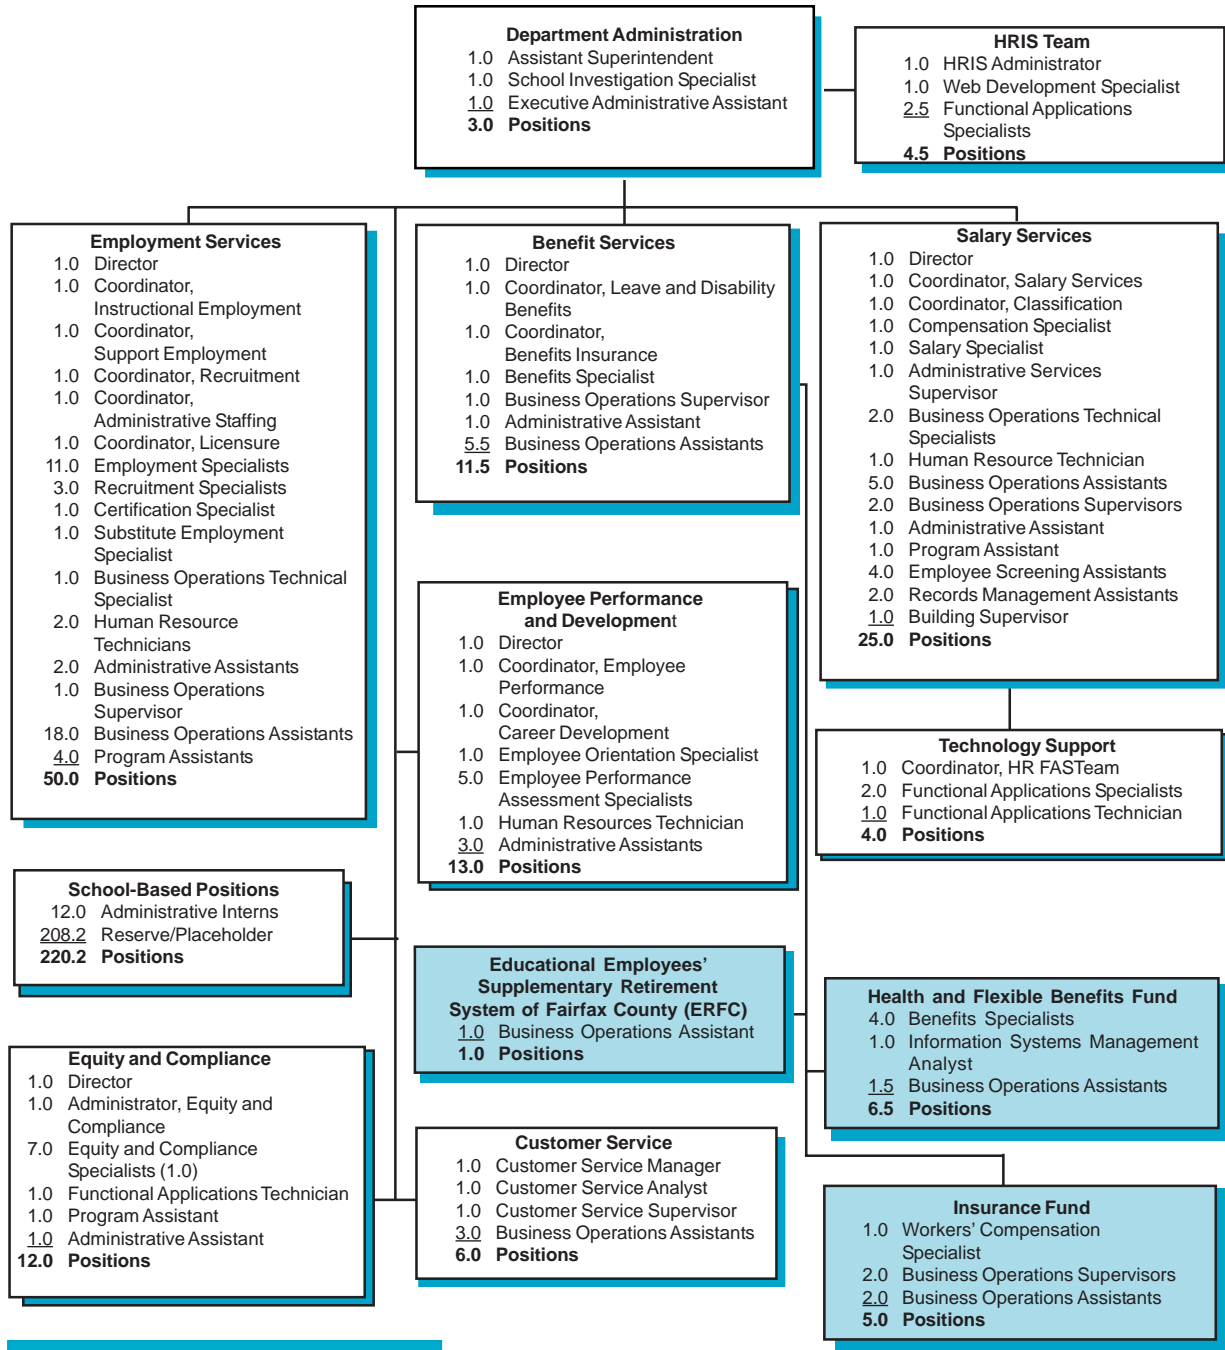 Department Administration
1.0 Assistant Superintendent
1.0 School Investigation Specialist
1.0 Executive Administrative Assistant
3.0 Positions
HRIS Team
1.0 HRIS Administrator
1.0 Web Development Specialist
2.5 Functional Applications
Specialists
4.5 Positions
Employment Services
1.0 Director
1.0 Coordinator,
Instructional Employment
1.0 Coordinator,
Support Employment
1.0 Coordinator, Recruitment
1.0 Coordinator,
Administrative Staffing
1.0 Coordinator, Licensure
11.0 Employment Specialists
3.0 Recruitment Specialists
1.0 Certification Specialist
1.0 Substitute Employment
Specialist
1.0 Business Operations Technical
Specialist
2.0 Human Resource
Technicians
2.0 Administrative Assistants
1.0 Business Operations
Supervisor
18.0 Business Operations Assistants
4.0 Program Assistants
50.0 Positions
Benefit Services
1.0 Director
1.0 Coordinator, Leave and Disability
Benefits
1.0 Coordinator,
Benefits Insurance
1.0 Benefits Specialist
1.0 Business Operations Supervisor
1.0 Administrative Assistant
5.5 Business Operations Assistants
11.5 Positions
Salary Services
1.0 Director
1.0 Coordinator, Salary Services
1.0 Coordinator, Classification
1.0 Compensation Specialist
1.0 Salary Specialist
1.0 Administrative Services
Supervisor
2.0 Business Operations Technical
Specialists
1.0 Human Resource Technician
5.0 Business Operations Assistants
2.0 Business Operations Supervisors
1.0 Administrative Assistant
1.0 Program Assistant
4.0 Employee Screening Assistants
2.0 Records Management Assistants
1.0 Building Supervisor
25.0 Positions
Employee Performance
and Development
1.0 Director
1.0 Coordinator, Employee
Performance
1.0 Coordinator,
Career Development
1.0 Employee Orientation Specialist
5.0 Employee Performance
Assessment Specialists
1.0 Human Resources Technician
3.0 Administrative Assistants
13.0 Positions
Technology Support
1.0 Coordinator, HR FASTeam
2.0 Functional Applications Specialists
1.0 Functional Applications Technician
4.0 Positions
School-Based Positions
12.0 Administrative Interns
208.2 Reserve/Placeholder
220.2 Positions
Educational Employees'
Supplementary Retirement
System of Fairfax County (ERFC)
1.0 Business Operations Assistant
1.0 Positions
Health and Flexible Benefits Fund
4.0 Benefits Specialists
1.0 Information Systems Management
Analyst
1.5 Business Operations Assistants
6.5 Positions
Equity and Compliance
1.0 Director
1.0 Administrator, Equity and
Compliance
7.0 Equity and Compliance
Specialists (1.0)
1.0 Functional Applications Technician
1.0 Program Assistant
1.0 Administrative Assistant
12.0 Positions
Customer Service
1.0 Customer Service Manager
1.0 Customer Service Analyst
1.0 Customer Service Supervisor
3.0 Business Operations Assistants
6.0 Positions
Insurance Fund
1.0 Workers' Compensation
Specialist
2.0 Business Operations Supervisors
2.0 Business Operations Assistants
5.0 Positions